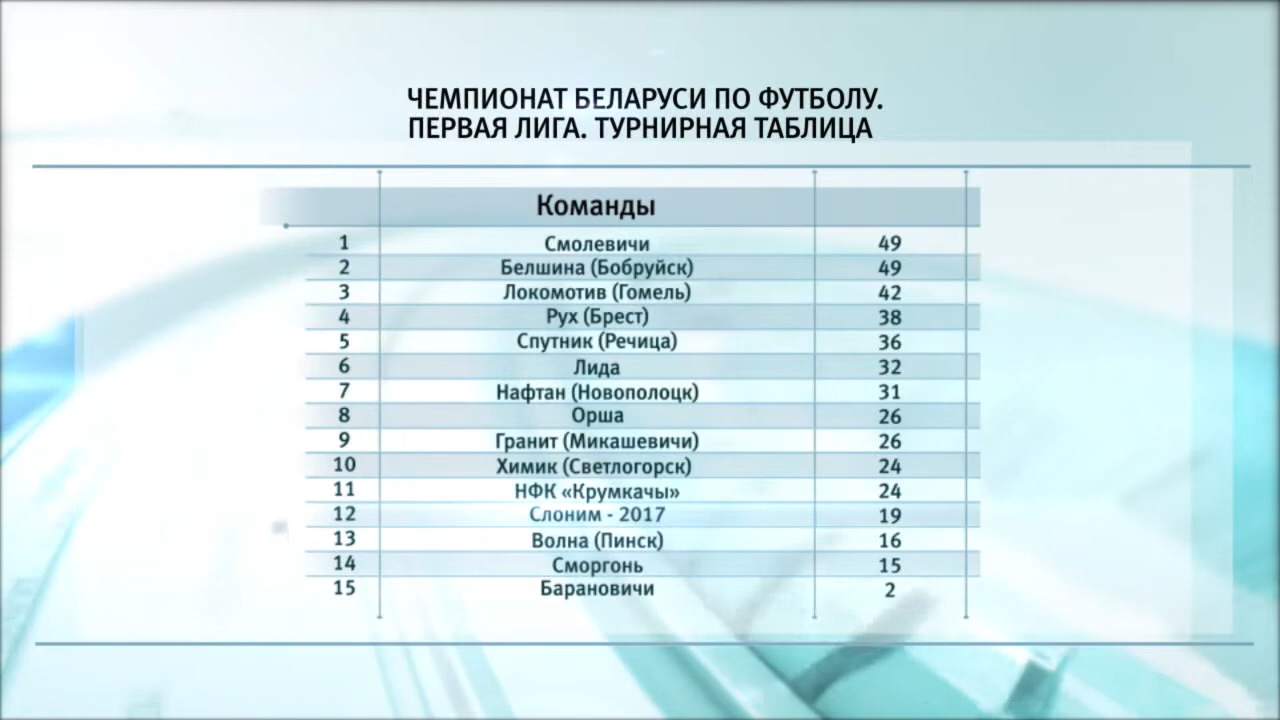 ЧЕМПИОНАТ БЕЛАРУСИ ПО ФУТБОЛУ.
ПЕРВАЯ ЛИГА. ТУРНИРНАЯ ТАБЛИЦА
Команды
1 Смолевичи 49
2 Белшина (Бобруйск) 49
3 Локомотив (Гомель) 42
4 Рух (Брест) 38
5 Спутник (Речица) 36
6 Лида 32
7 Нафтан (Новополоцк) 31
8 Орша 26
9 Гранит (Микашевичи) 26
10 Химик (Светлогорск) 24
11 НФК «Крумкачы» 24
12 Слоним - 2017 19
13 Волна (Пинск) 16
14 Сморгонь 15
15 Барановичи 2